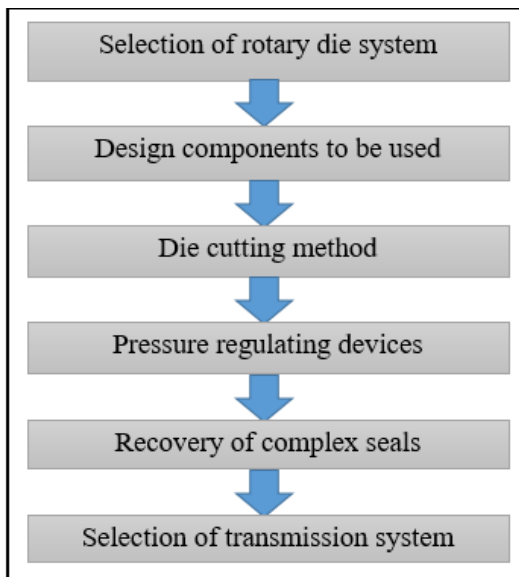 Selection of rotary die system
Design components to be used
Die cutting method
Pressure regulating devices
Recovery of complex seals
Selection of transmission system